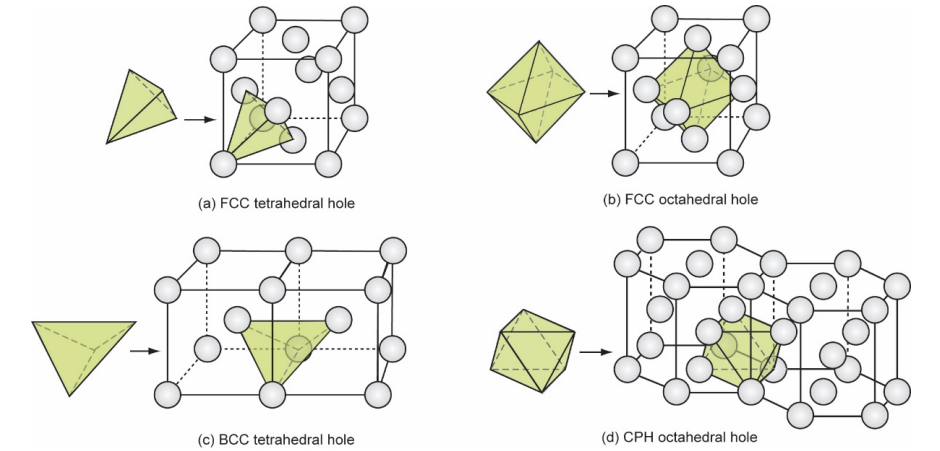 (a) FCC tetrahedral hole
(b) FCC octahedral hole
(c) BCC tetrahedral hole
(d) CPH octahedral hole